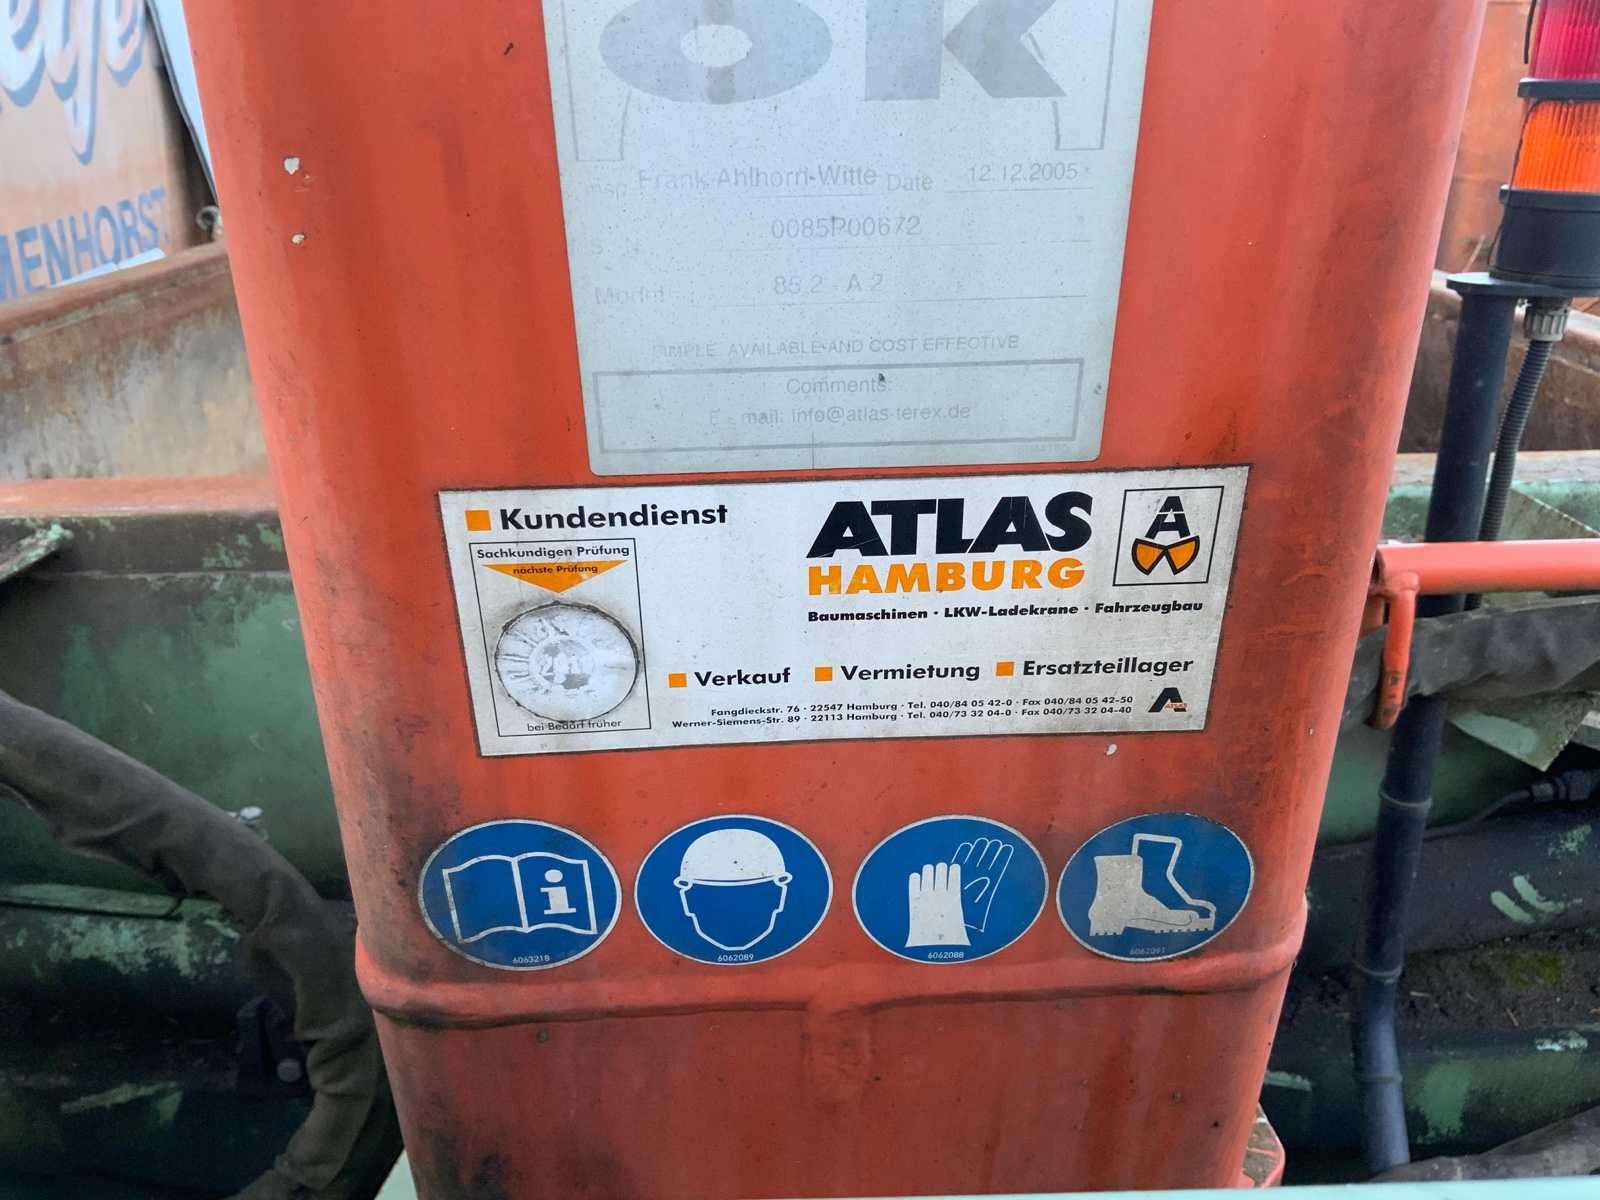 OK
Insp. Frank Ahlhorn-Witte Date 12.12.2005
S. N. 0085P00672
Model 85.2 - A 2
SIMPLE, AVAILABLE AND COST EFFECTIVE
Comments:
E - mail: info@atlas-terex.de
MENHORST
Kundendienst
Sachkundigen Prüfung
nächste Prüfung
bei Bedarf früher
ATLAS
HAMBURG
A
Baumaschinen · LKW-Ladekrane · Fahrzeugbau
Verkauf Vermietung Ersatzteillager
Fangdieckstr. 76 · 22547 Hamburg · Tel. 040/84 05 42-0 · Fax 040/84 05 42-50
Werner-Siemens-Str. 89 · 22113 Hamburg · Tel. 040/73 32 04-0 · Fax 040/73 32 04-40
ATLAS
i
6063218
6062089
6062088
6062091